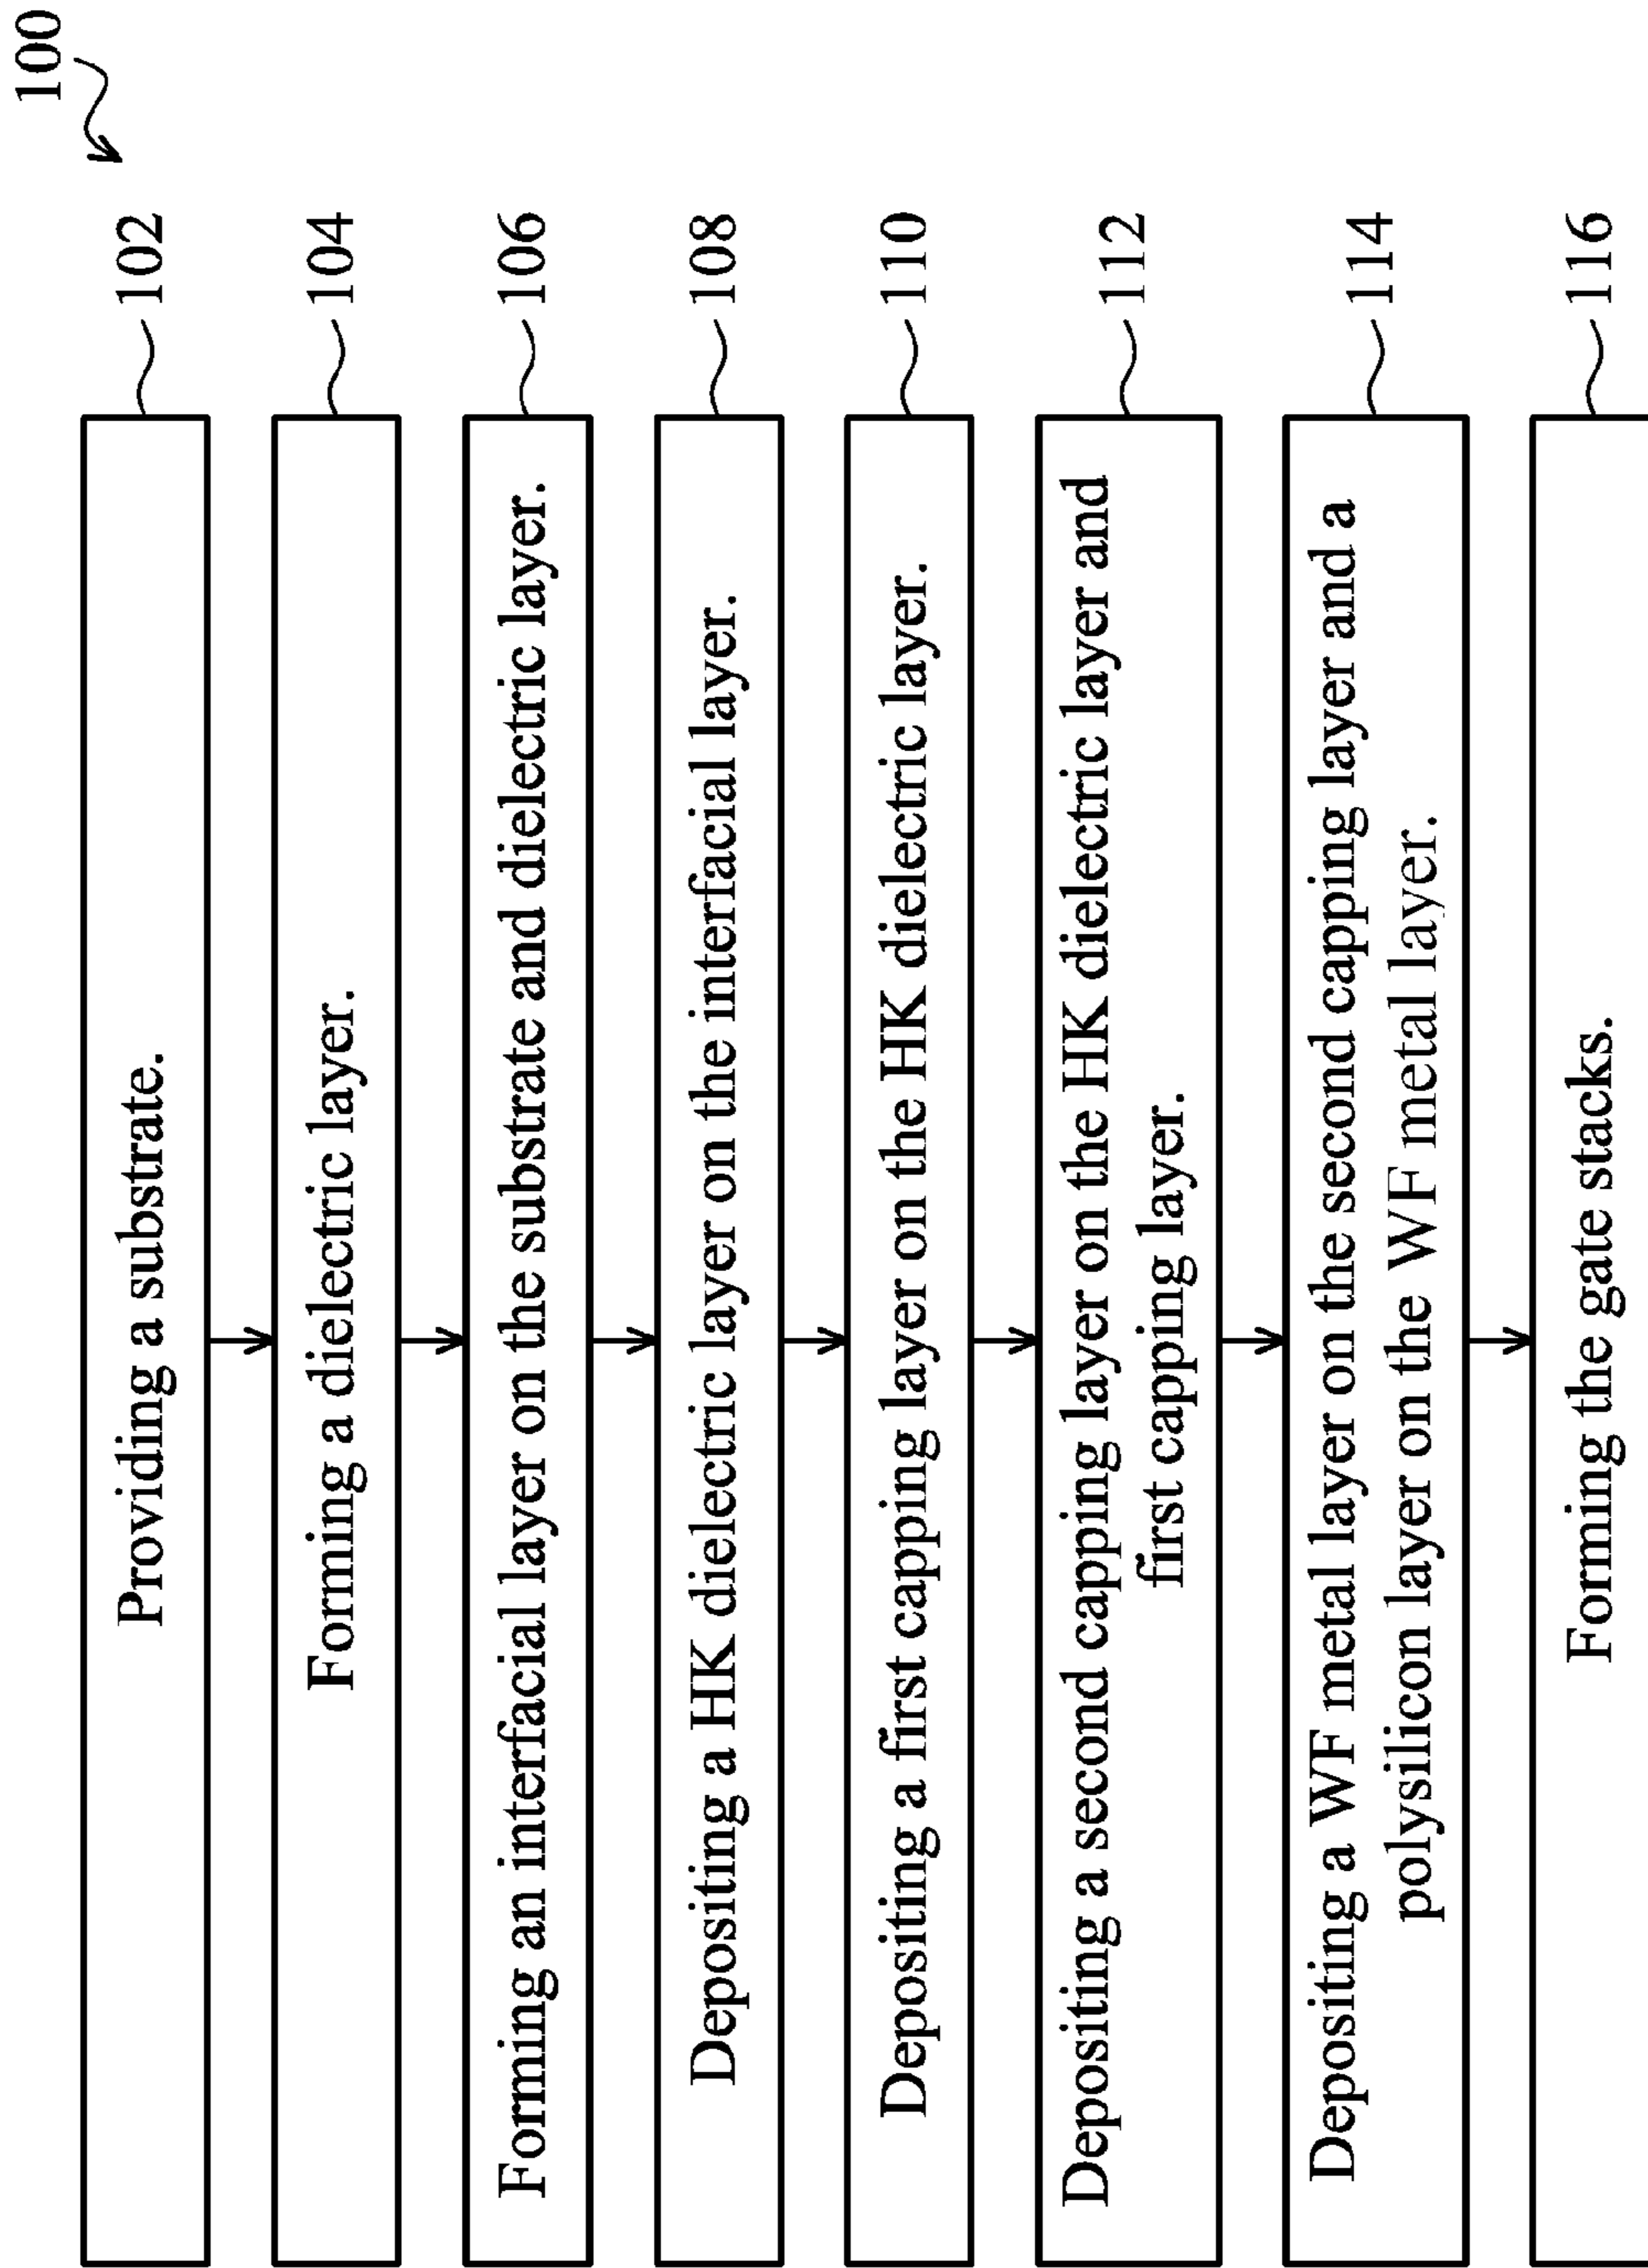 100
Providing a substrate.
102
Forming a dielectric layer.
104
Forming an interfacial layer on the substrate and dielectric layer.
106
Depositing a HK dielectric layer on the interfacial layer.
108
Depositing a first capping layer on the HK dielectric layer.
110
Depositing a second capping layer on the HK dielectric layer and
first capping layer.
112
Depositing a WF metal layer on the second capping layer and a
polysilicon layer on the WF metal layer.
114
Forming the gate stacks.
116